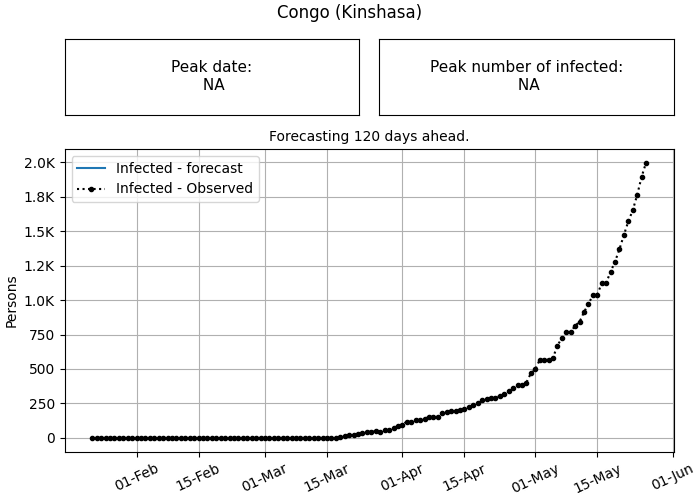 Congo (Kinshasa)
Peak date:
NA
Peak number of infected:
NA
Forecasting 120 days ahead.
Infected - forecast
Infected - Observed
2.0K
1.8K
1.5K
1.2K
1.0K
750
500
250
0
Persons
01-Feb
15-Feb
01-Mar
15-Mar
01-Apr
15-Apr
01-May
15-May
01-Jun